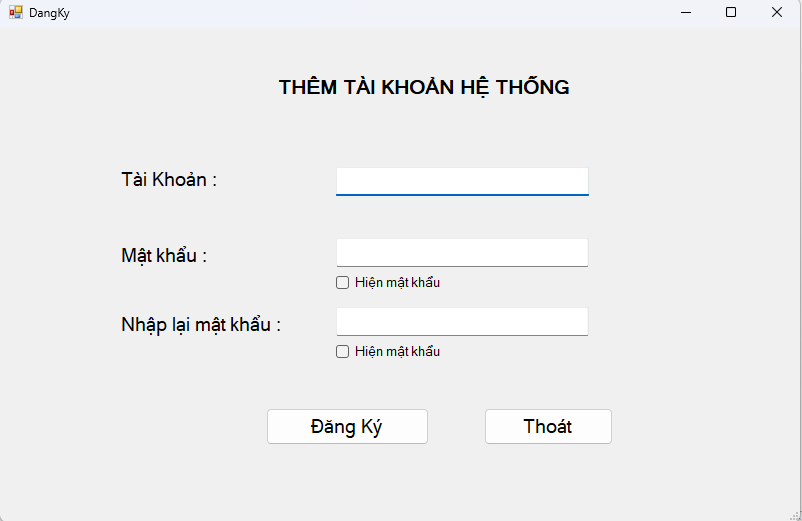 DangKy
THÊM TÀI KHOẢN HỆ THỐNG
Tài Khoản :
Mật khẩu :
Hiện mật khẩu
Nhập lại mật khẩu :
Hiện mật khẩu
Đăng Ký Thoát